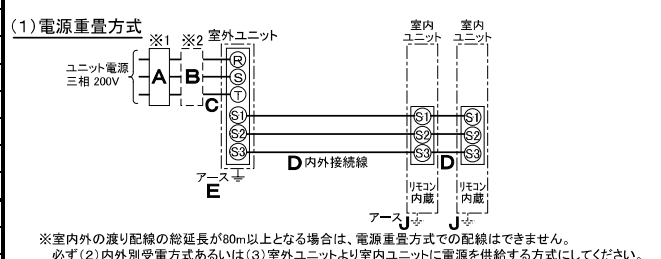 (1)電源重畳方式
※1 ※2 室外ユニット
室内ユニット 室内ユニット
ユニット電源
三相 200V
A B C
R
S
T
S1 S1 S1
S2 S2 S2
S3 S3 D S3
D 内外接続線
アース
E
リモコン内蔵 リモコン内蔵
アース J J
※室内外の渡り配線の総延長が80m以上となる場合は、電源重畳方式での配線はできません。
必ず(2)内外別受電方式あるいは(3)室外ユニットより室内ユニットに電源を供給する方式にしてください。